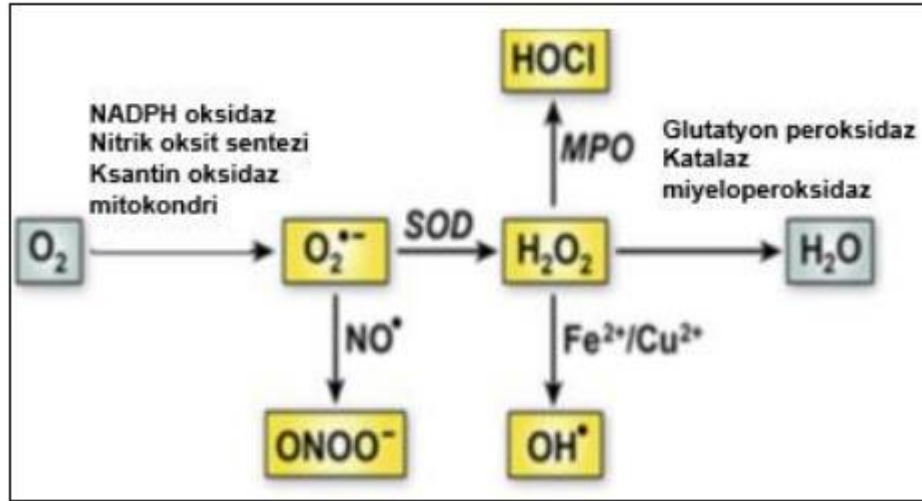 HOCl
NADPH oksidaz
Nitrik oksit sentezi
Ksantin oksidaz
mitokondri
MPO
Glutatyon peroksidaz
Katalaz
miyeloperoksidaz
O₂
O₂•⁻
SOD
H₂O₂
H₂O
NO•
Fe²⁺/Cu²⁺
ONOO⁻
OH•